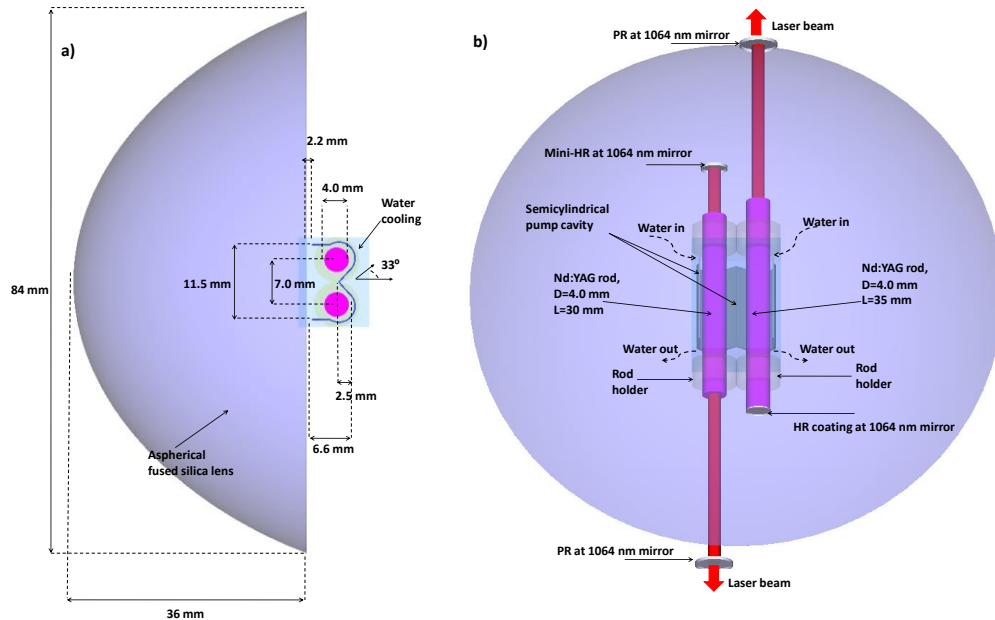 a)
2.2 mm
4.0 mm
Water
cooling
33°
84 mm
11.5 mm
7.0 mm
2.5 mm
6.6 mm
Aspherical
fused silica lens
36 mm
b)
PR at 1064 nm mirror
Laser beam
Mini-HR at 1064 nm mirror
Semicylindrical
pump cavity
Water in
Water in
Nd:YAG rod,
D=4.0 mm
L=30 mm
Nd:YAG rod,
D=4.0 mm
L=35 mm
Water out
Water out
Rod
holder
Rod
holder
HR coating at 1064 nm mirror
PR at 1064 nm mirror
Laser beam